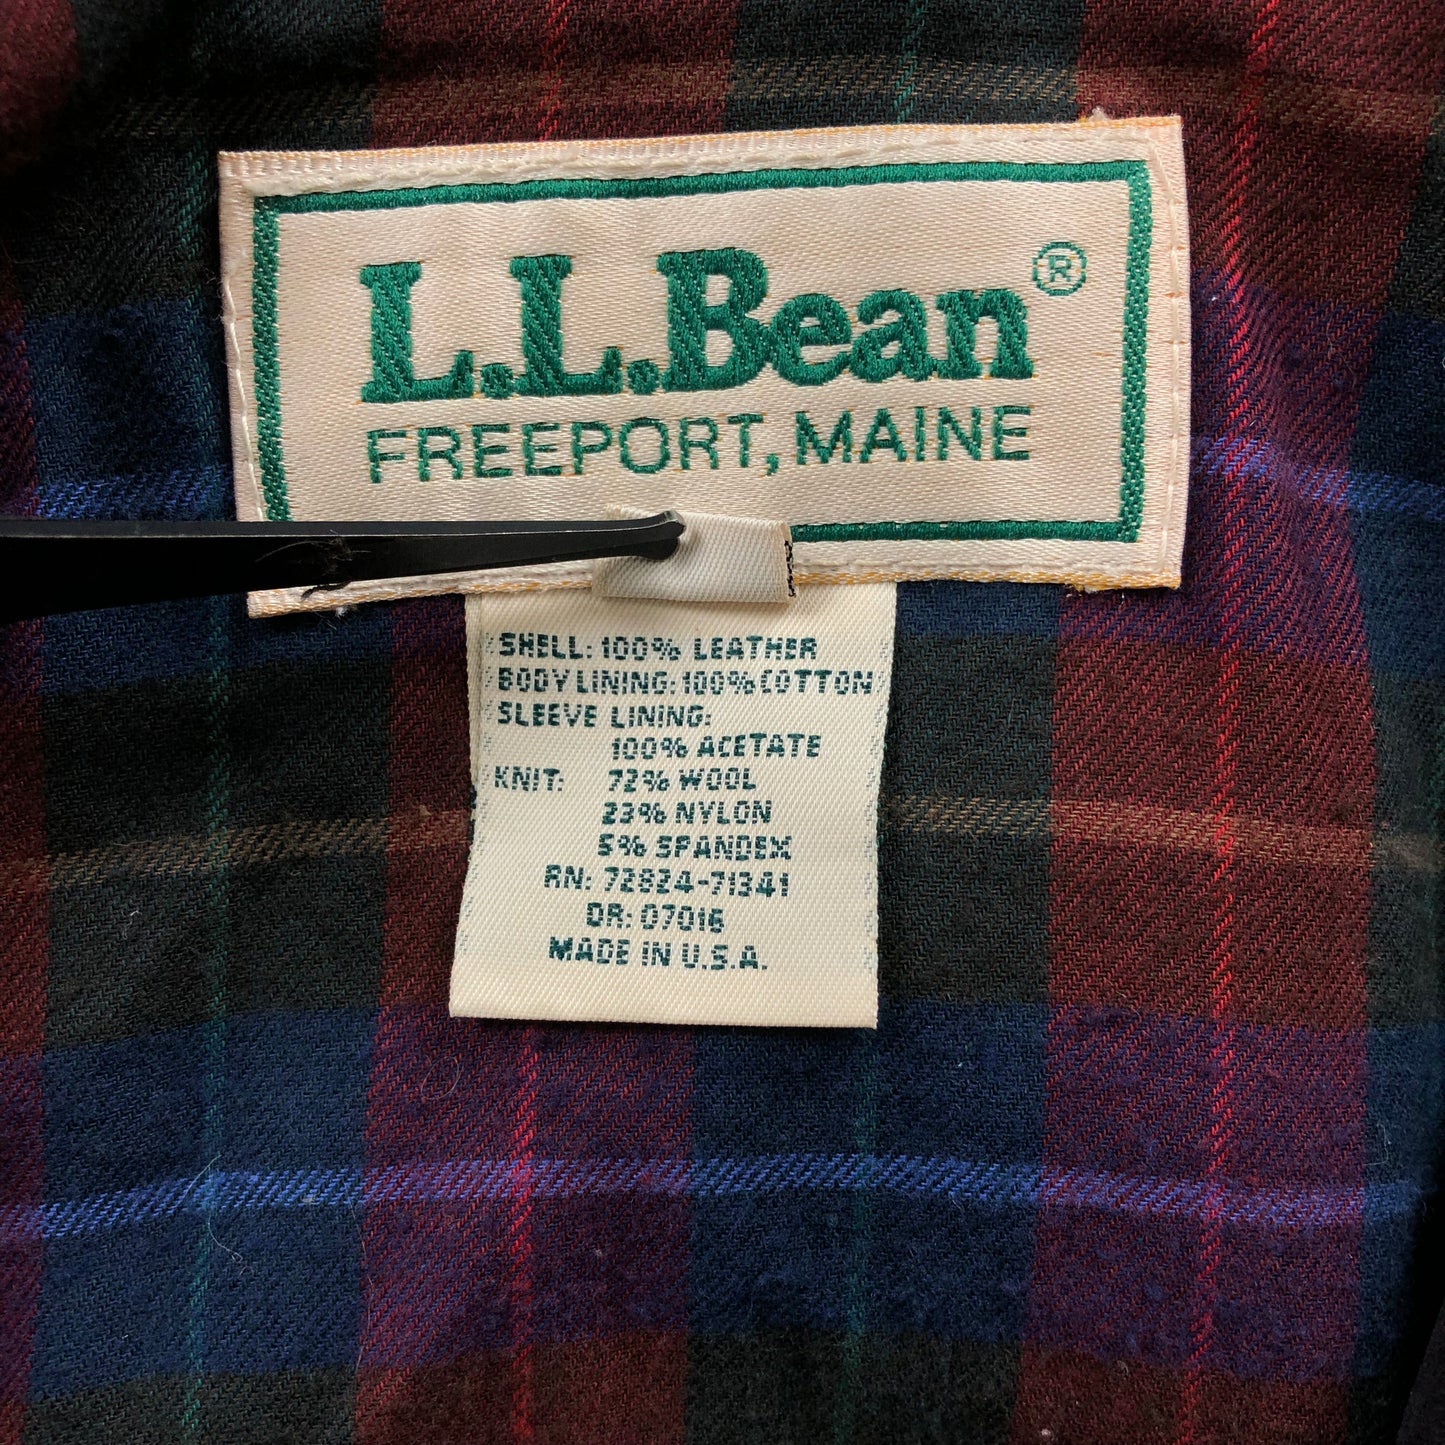 L.L.Bean®
FREEPORT, MAINE
SHELL: 100% LEATHER
BODY LINING: 100% COTTON
SLEEVE LINING:
100% ACETATE
KNIT: 72% WOOL
23% NYLON
5% SPANDEX
RN: 72824-71341
OR: 07016
MADE IN U.S.A.